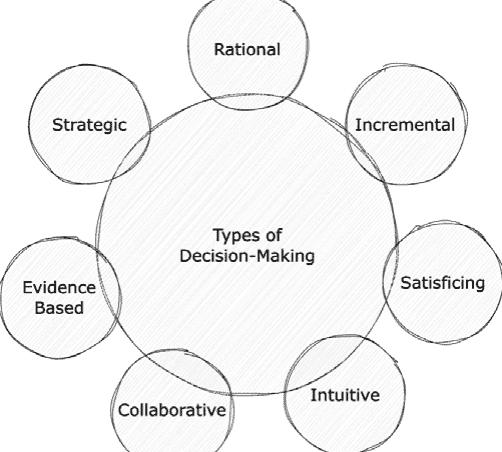 Rational
Strategic
Incremental
Types of
Decision-Making
Evidence
Based
Satisficing
Collaborative
Intuitive